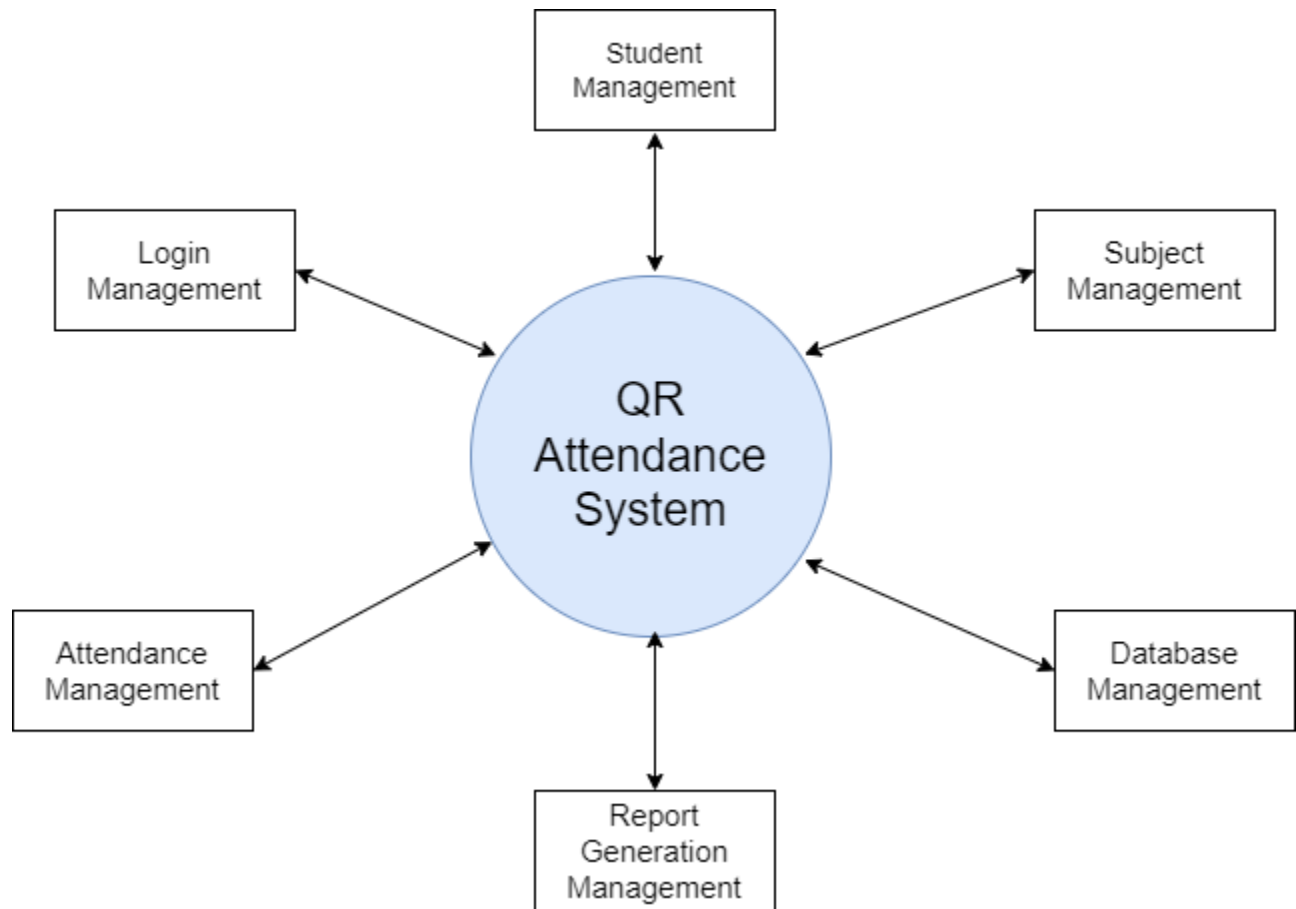 Student
Management
Login
Management
Subject
Management
QR
Attendance
System
Attendance
Management
Database
Management
Report
Generation
Management